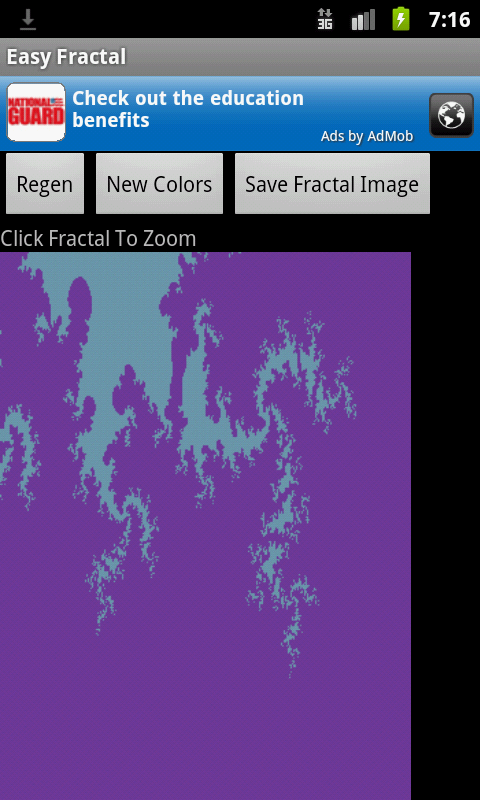 3G
7:16
Easy Fractal
NATIONAL
GUARD
Check out the education
benefits
Ads by AdMob
Regen
New Colors
Save Fractal Image
Click Fractal To Zoom